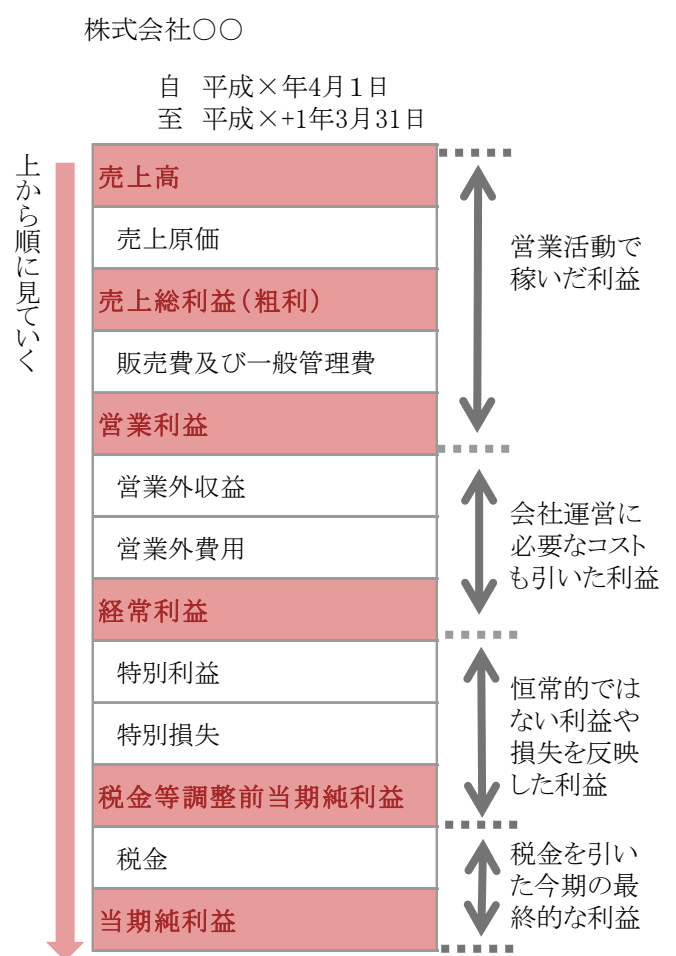 株式会社○○
自 平成×年4月1日
至 平成×+1年3月31日
上から順に見ていく
売上高
売上原価
売上総利益(粗利)
販売費及び一般管理費
営業利益
営業活動で
稼いだ利益
営業外収益
営業外費用
経常利益
会社運営に
必要なコスト
も引いた利益
特別利益
特別損失
税金等調整前当期純利益
恒常的では
ない利益や
損失を反映
した利益
税金
当期純利益
税金を引い
た今期の最
終的な利益